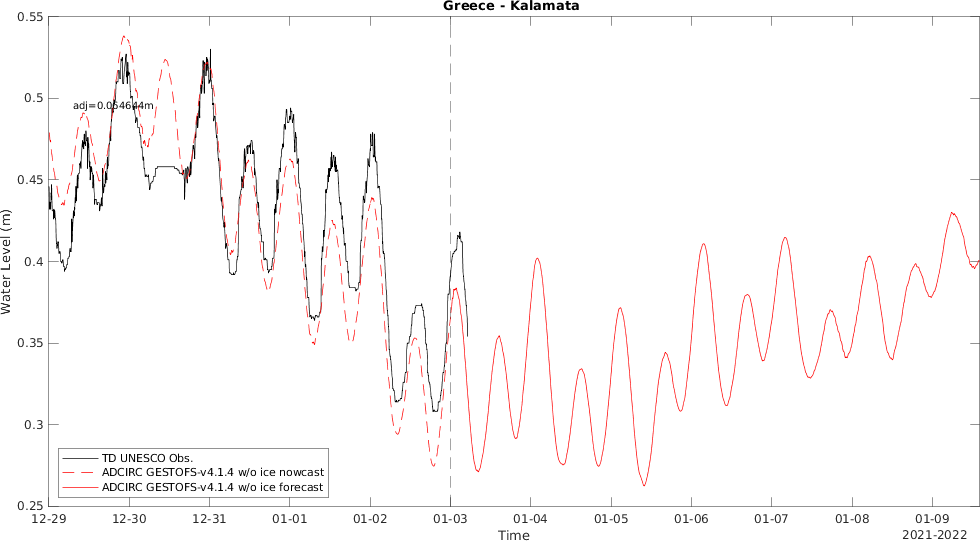 Greece - Kalamata
0.55
0.5
0.45
0.4
0.35
0.3
0.25
Water Level (m)
adj=0.054644m
TD UNESCO Obs.
ADCIRC GESTOFS-v4.1.4 w/o ice nowcast
ADCIRC GESTOFS-v4.1.4 w/o ice forecast
12-29 12-30 12-31 01-01 01-02 01-03 01-04 01-05 01-06 01-07 01-08 01-09
Time
2021-2022